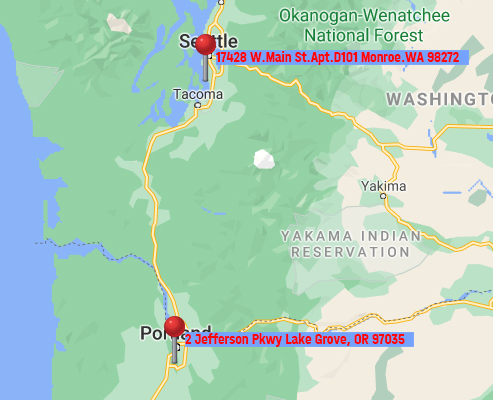 Okanogan-Wenatchee
National Forest
Seattle
17428 W.Main St.Apt.D101 Monroe.WA 98272
Tacoma
WASHINGTO
Yakima
YAKAMA INDIAN
RESERVATION
Portland
2 Jefferson Pkwy Lake Grove, OR 97035